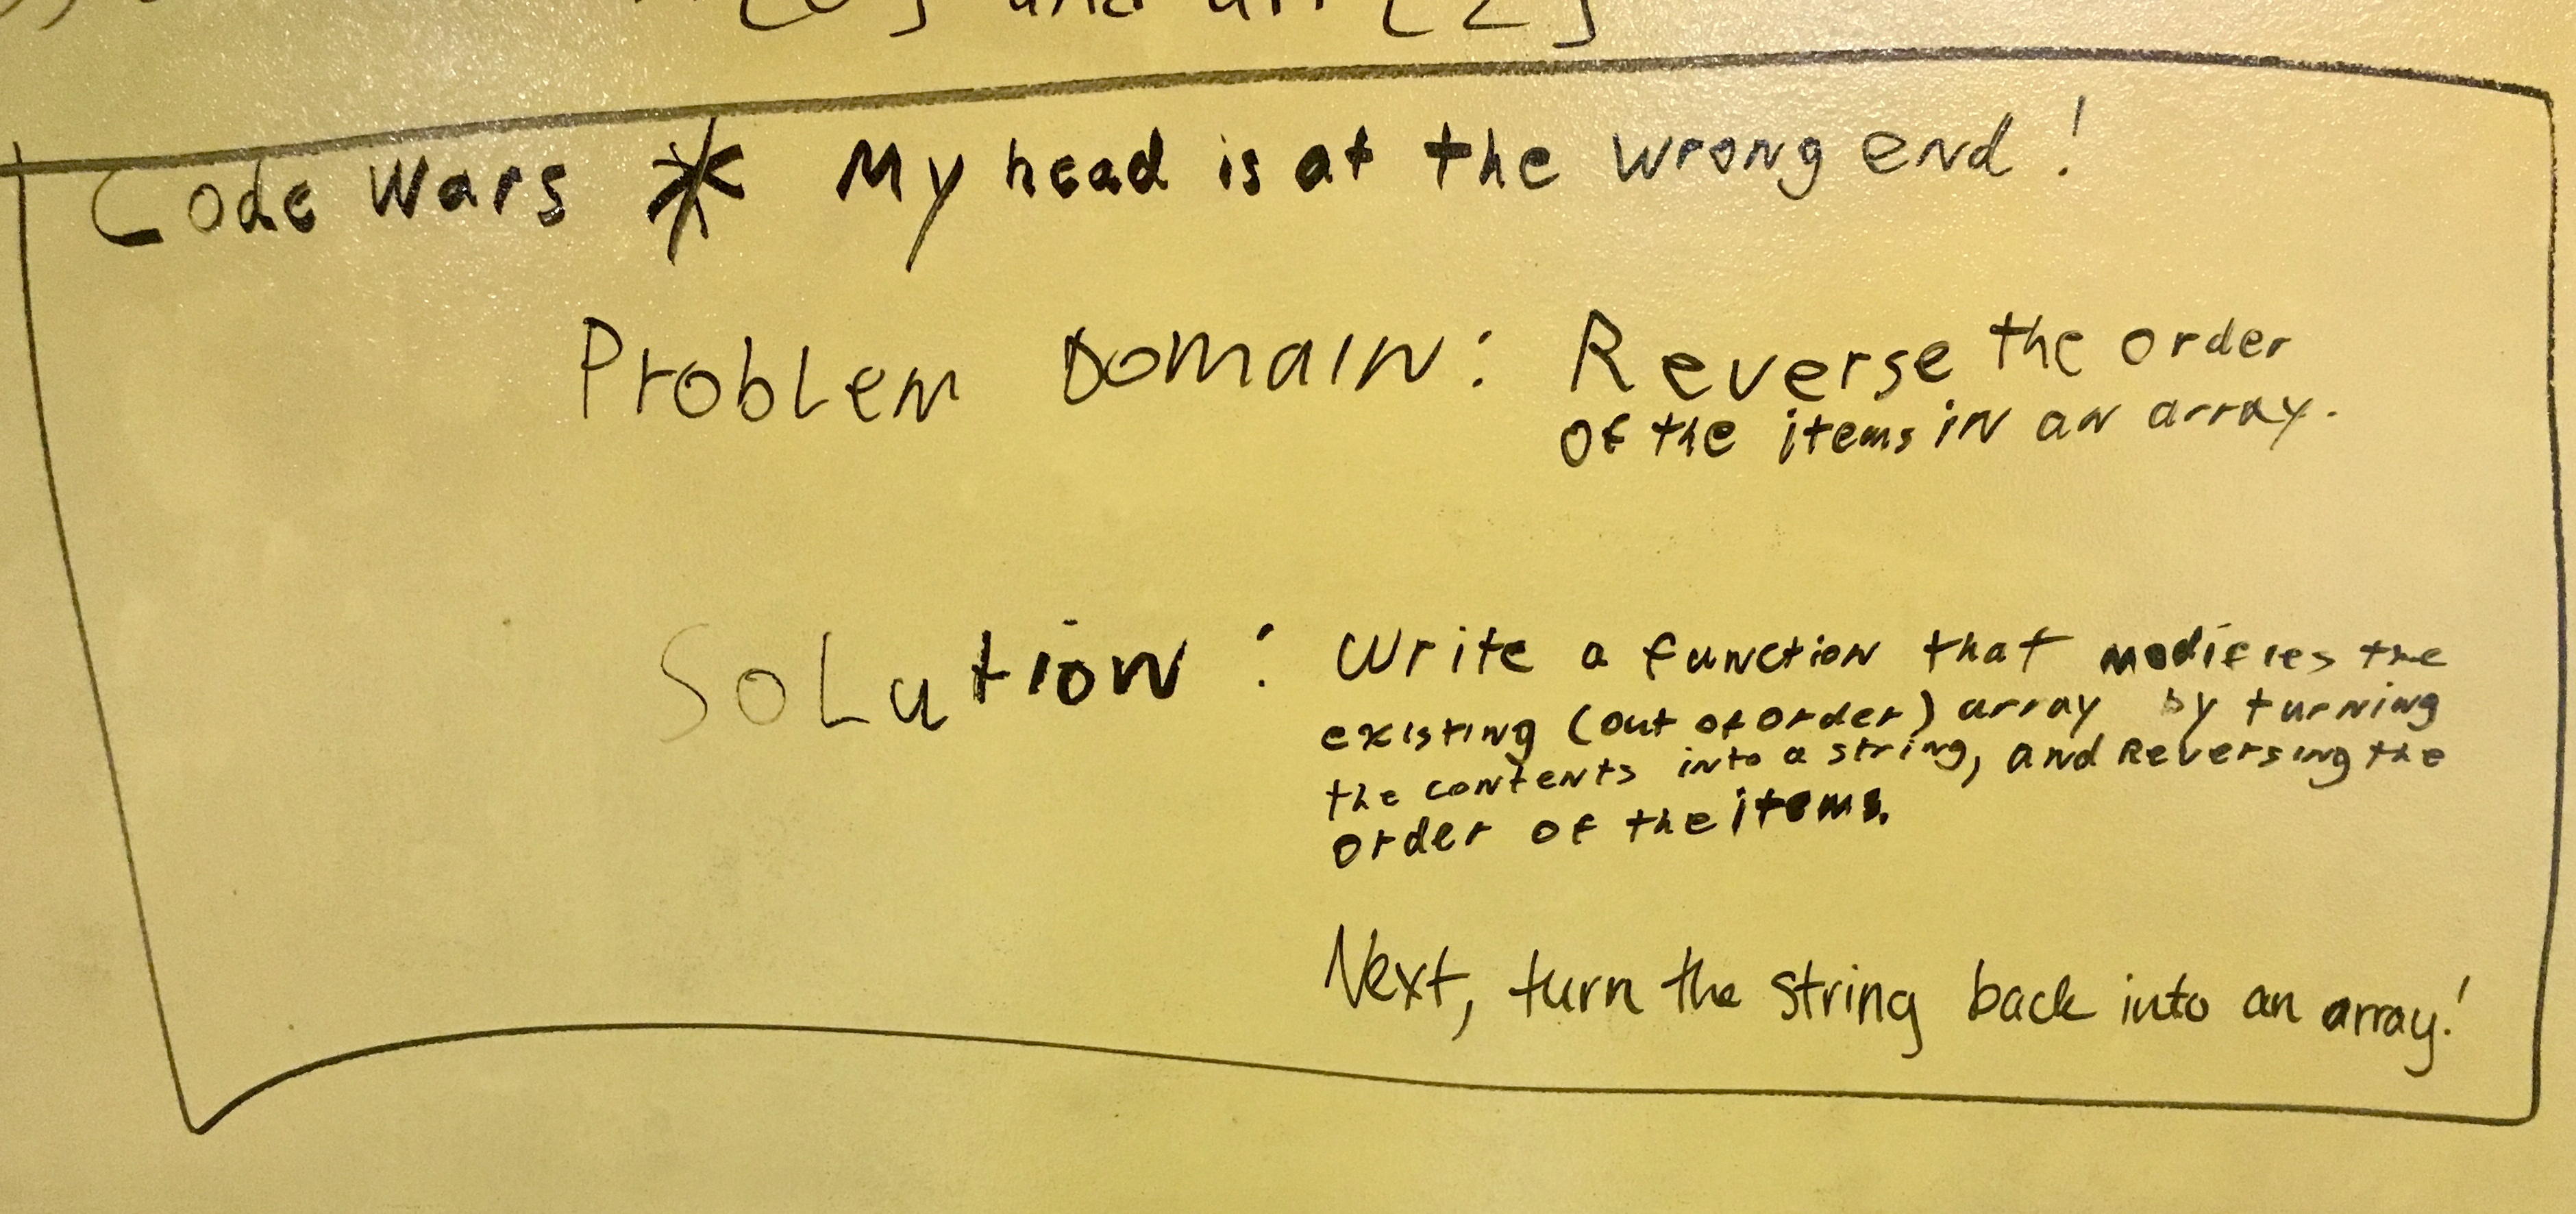 [0] and arr[2]
Code Wars * My head is at the wrong end!
Problem Domain: Reverse the order
of the items in an array.
Solution: Write a function that modifies the
existing (out of order) array by turning
the contents into a string, and Reversing the
order of the items.
Next, turn the string back into an array!